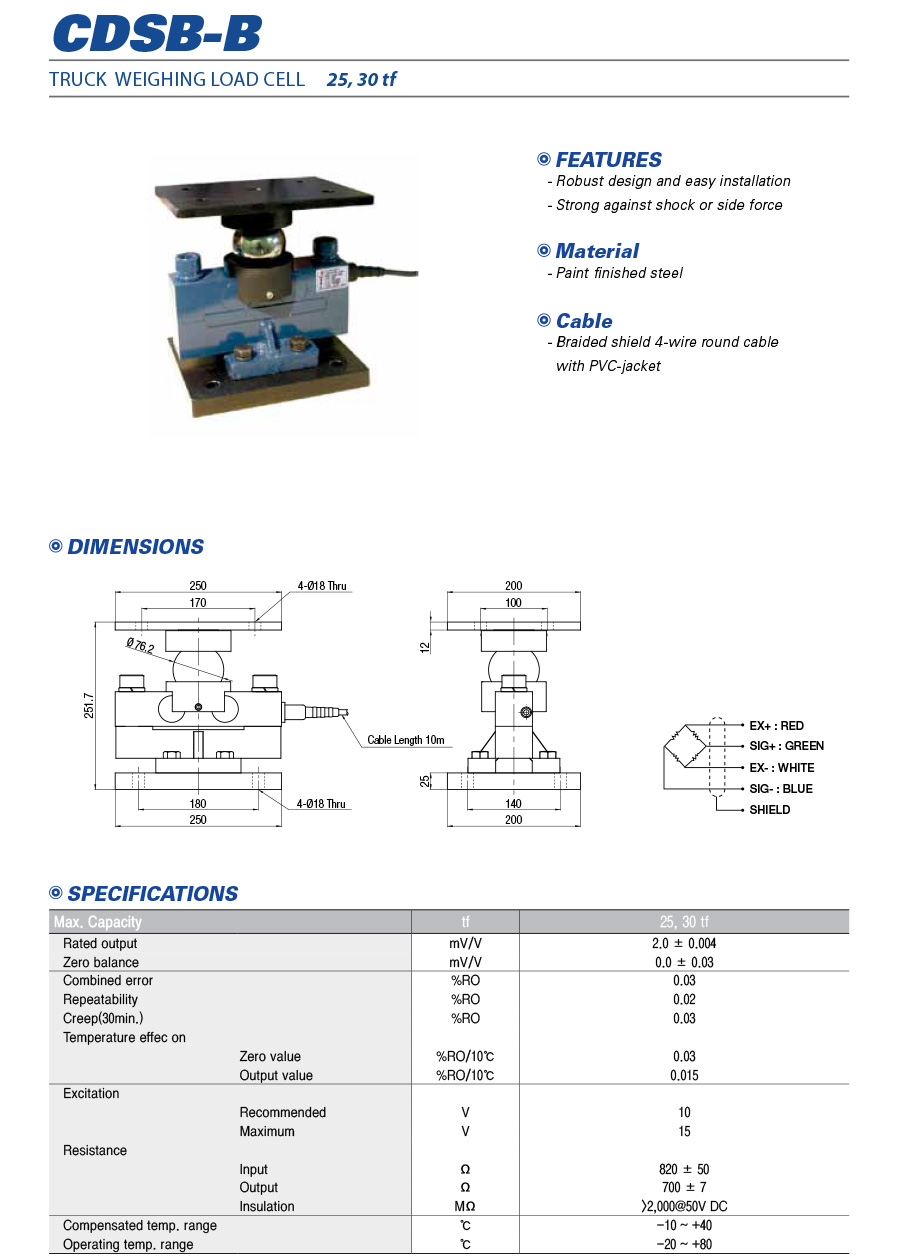 CDSB-B
TRUCK WEIGHING LOAD CELL 25, 30 tf
FEATURES
- Robust design and easy installation
- Strong against shock or side force
Material
- Paint finished steel
Cable
- Braided shield 4-wire round cable
with PVC-jacket
DIMENSIONS
250
4-Ø18 Thru
170
Ø76.2
251.7
Cable Length 10m
180
4-Ø18 Thru
250
200
100
12
25
140
200
EX+ : RED
SIG+ : GREEN
EX- : WHITE
SIG- : BLUE
SHIELD
SPECIFICATIONS
Max. Capacity tf 25, 30 tf
Rated output mV/V 2.0 ± 0.004
Zero balance mV/V 0.0 ± 0.03
Combined error %RO 0.03
Repeatability %RO 0.02
Creep(30min.) %RO 0.03
Temperature effec on
Zero value %RO/10℃ 0.03
Output value %RO/10℃ 0.015
Excitation
Recommended V 10
Maximum V 15
Resistance
Input Ω 820 ± 50
Output Ω 700 ± 7
Insulation MΩ >2,000@50V DC
Compensated temp. range ℃ -10 ~ +40
Operating temp. range ℃ -20 ~ +80